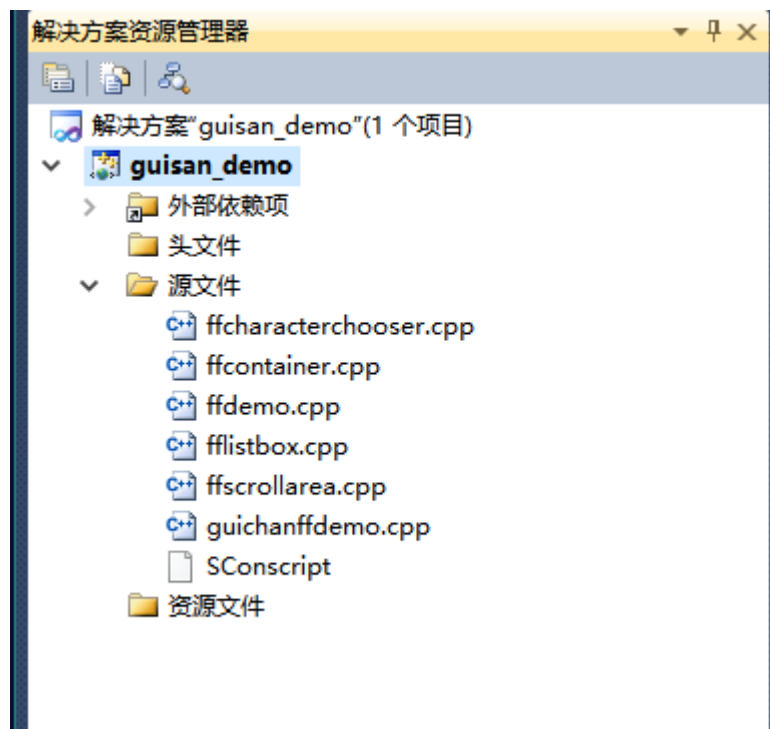 解决方案资源管理器
解决方案"guisan_demo"(1 个项目)
guisan_demo
外部依赖项
头文件
源文件
ffcharacterchooser.cpp
ffcontainer.cpp
ffdemo.cpp
fflistbox.cpp
ffscrollarea.cpp
guichanffdemo.cpp
SConscript
资源文件